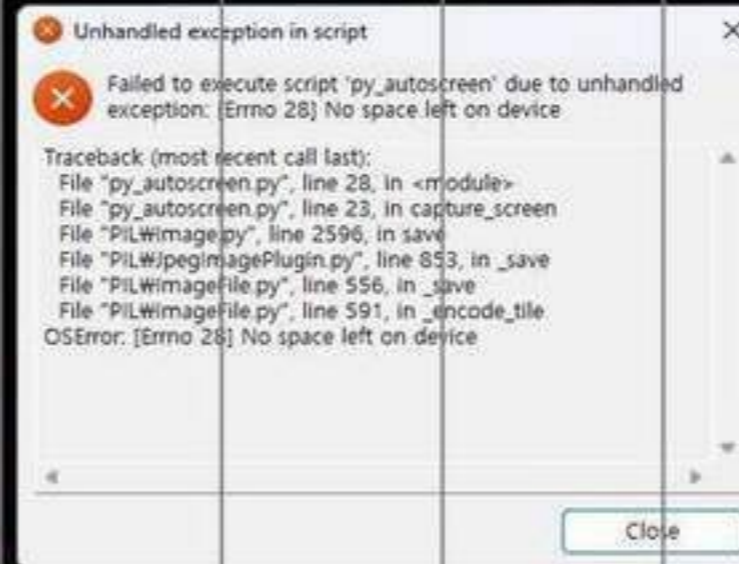 Unhandled exception in script
Failed to execute script 'py_autoscreen' due to unhandled
exception: [Errno 28] No space left on device
Traceback (most recent call last):
File "py_autoscreen.py", line 28, in <module>
File "py_autoscreen.py", line 23, in capture_screen
File "PIL₩Image.py", line 2596, in save
File "PIL₩JpegImagePlugin.py", line 853, in _save
File "PIL₩ImageFile.py", line 556, in _save
File "PIL₩ImageFile.py", line 591, in _encode_tile
OSError: [Errno 28] No space left on device
Close